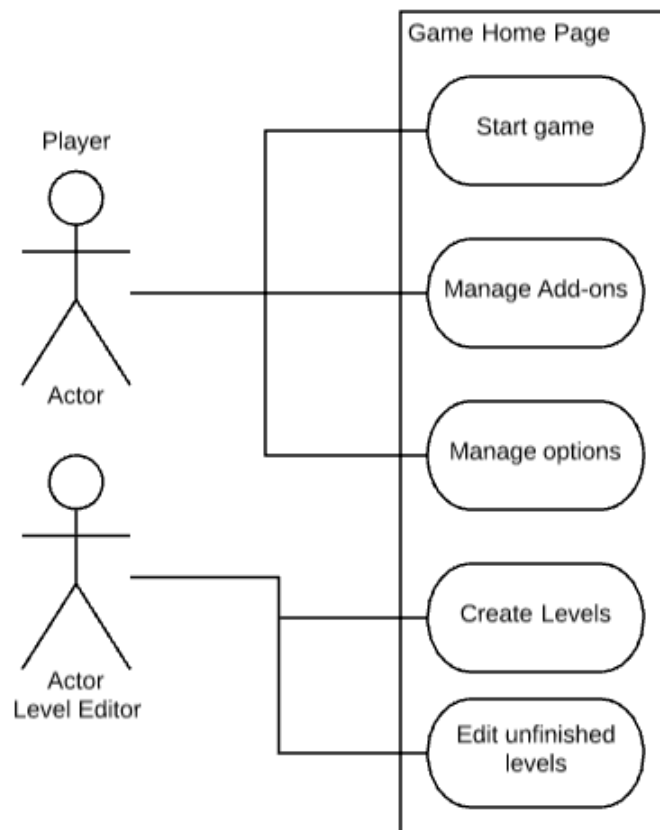 Game Home Page
Player
Start game
Manage Add-ons
Actor
Manage options
Create Levels
Actor
Level Editor
Edit unfinished
levels